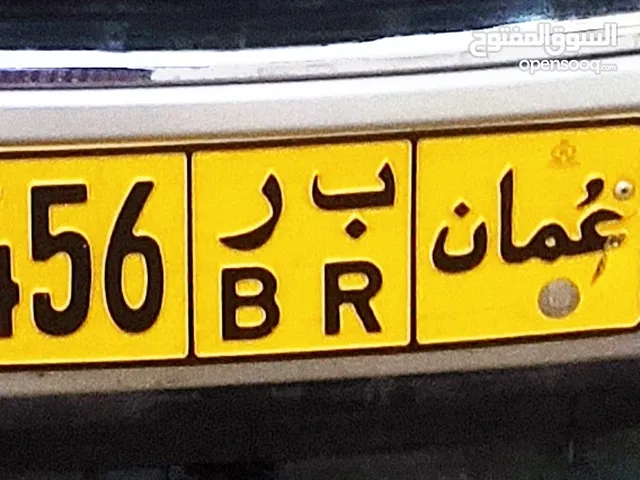 السوق المفتوح
opensooq.com
456
ب ر
B R
عُمان